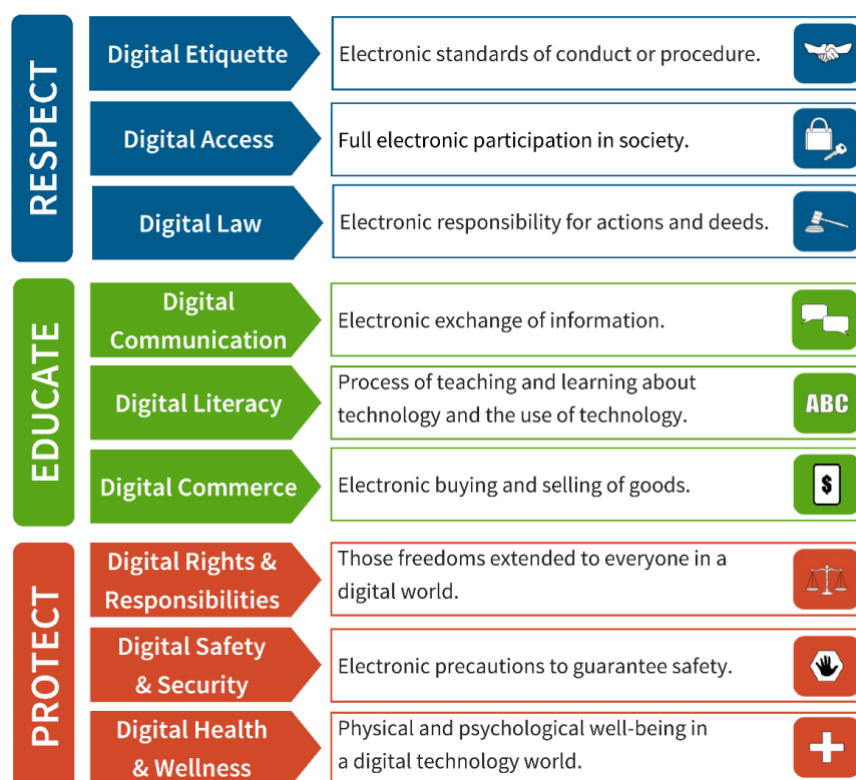 RESPECT
Digital Etiquette
Electronic standards of conduct or procedure.
Digital Access
Full electronic participation in society.
Digital Law
Electronic responsibility for actions and deeds.
EDUCATE
Digital
Communication
Electronic exchange of information.
Digital Literacy
Process of teaching and learning about
technology and the use of technology.
ABC
Digital Commerce
Electronic buying and selling of goods.
$
PROTECT
Digital Rights &
Responsibilities
Those freedoms extended to everyone in a
digital world.
Digital Safety
& Security
Electronic precautions to guarantee safety.
Digital Health
& Wellness
Physical and psychological well-being in
a digital technology world.